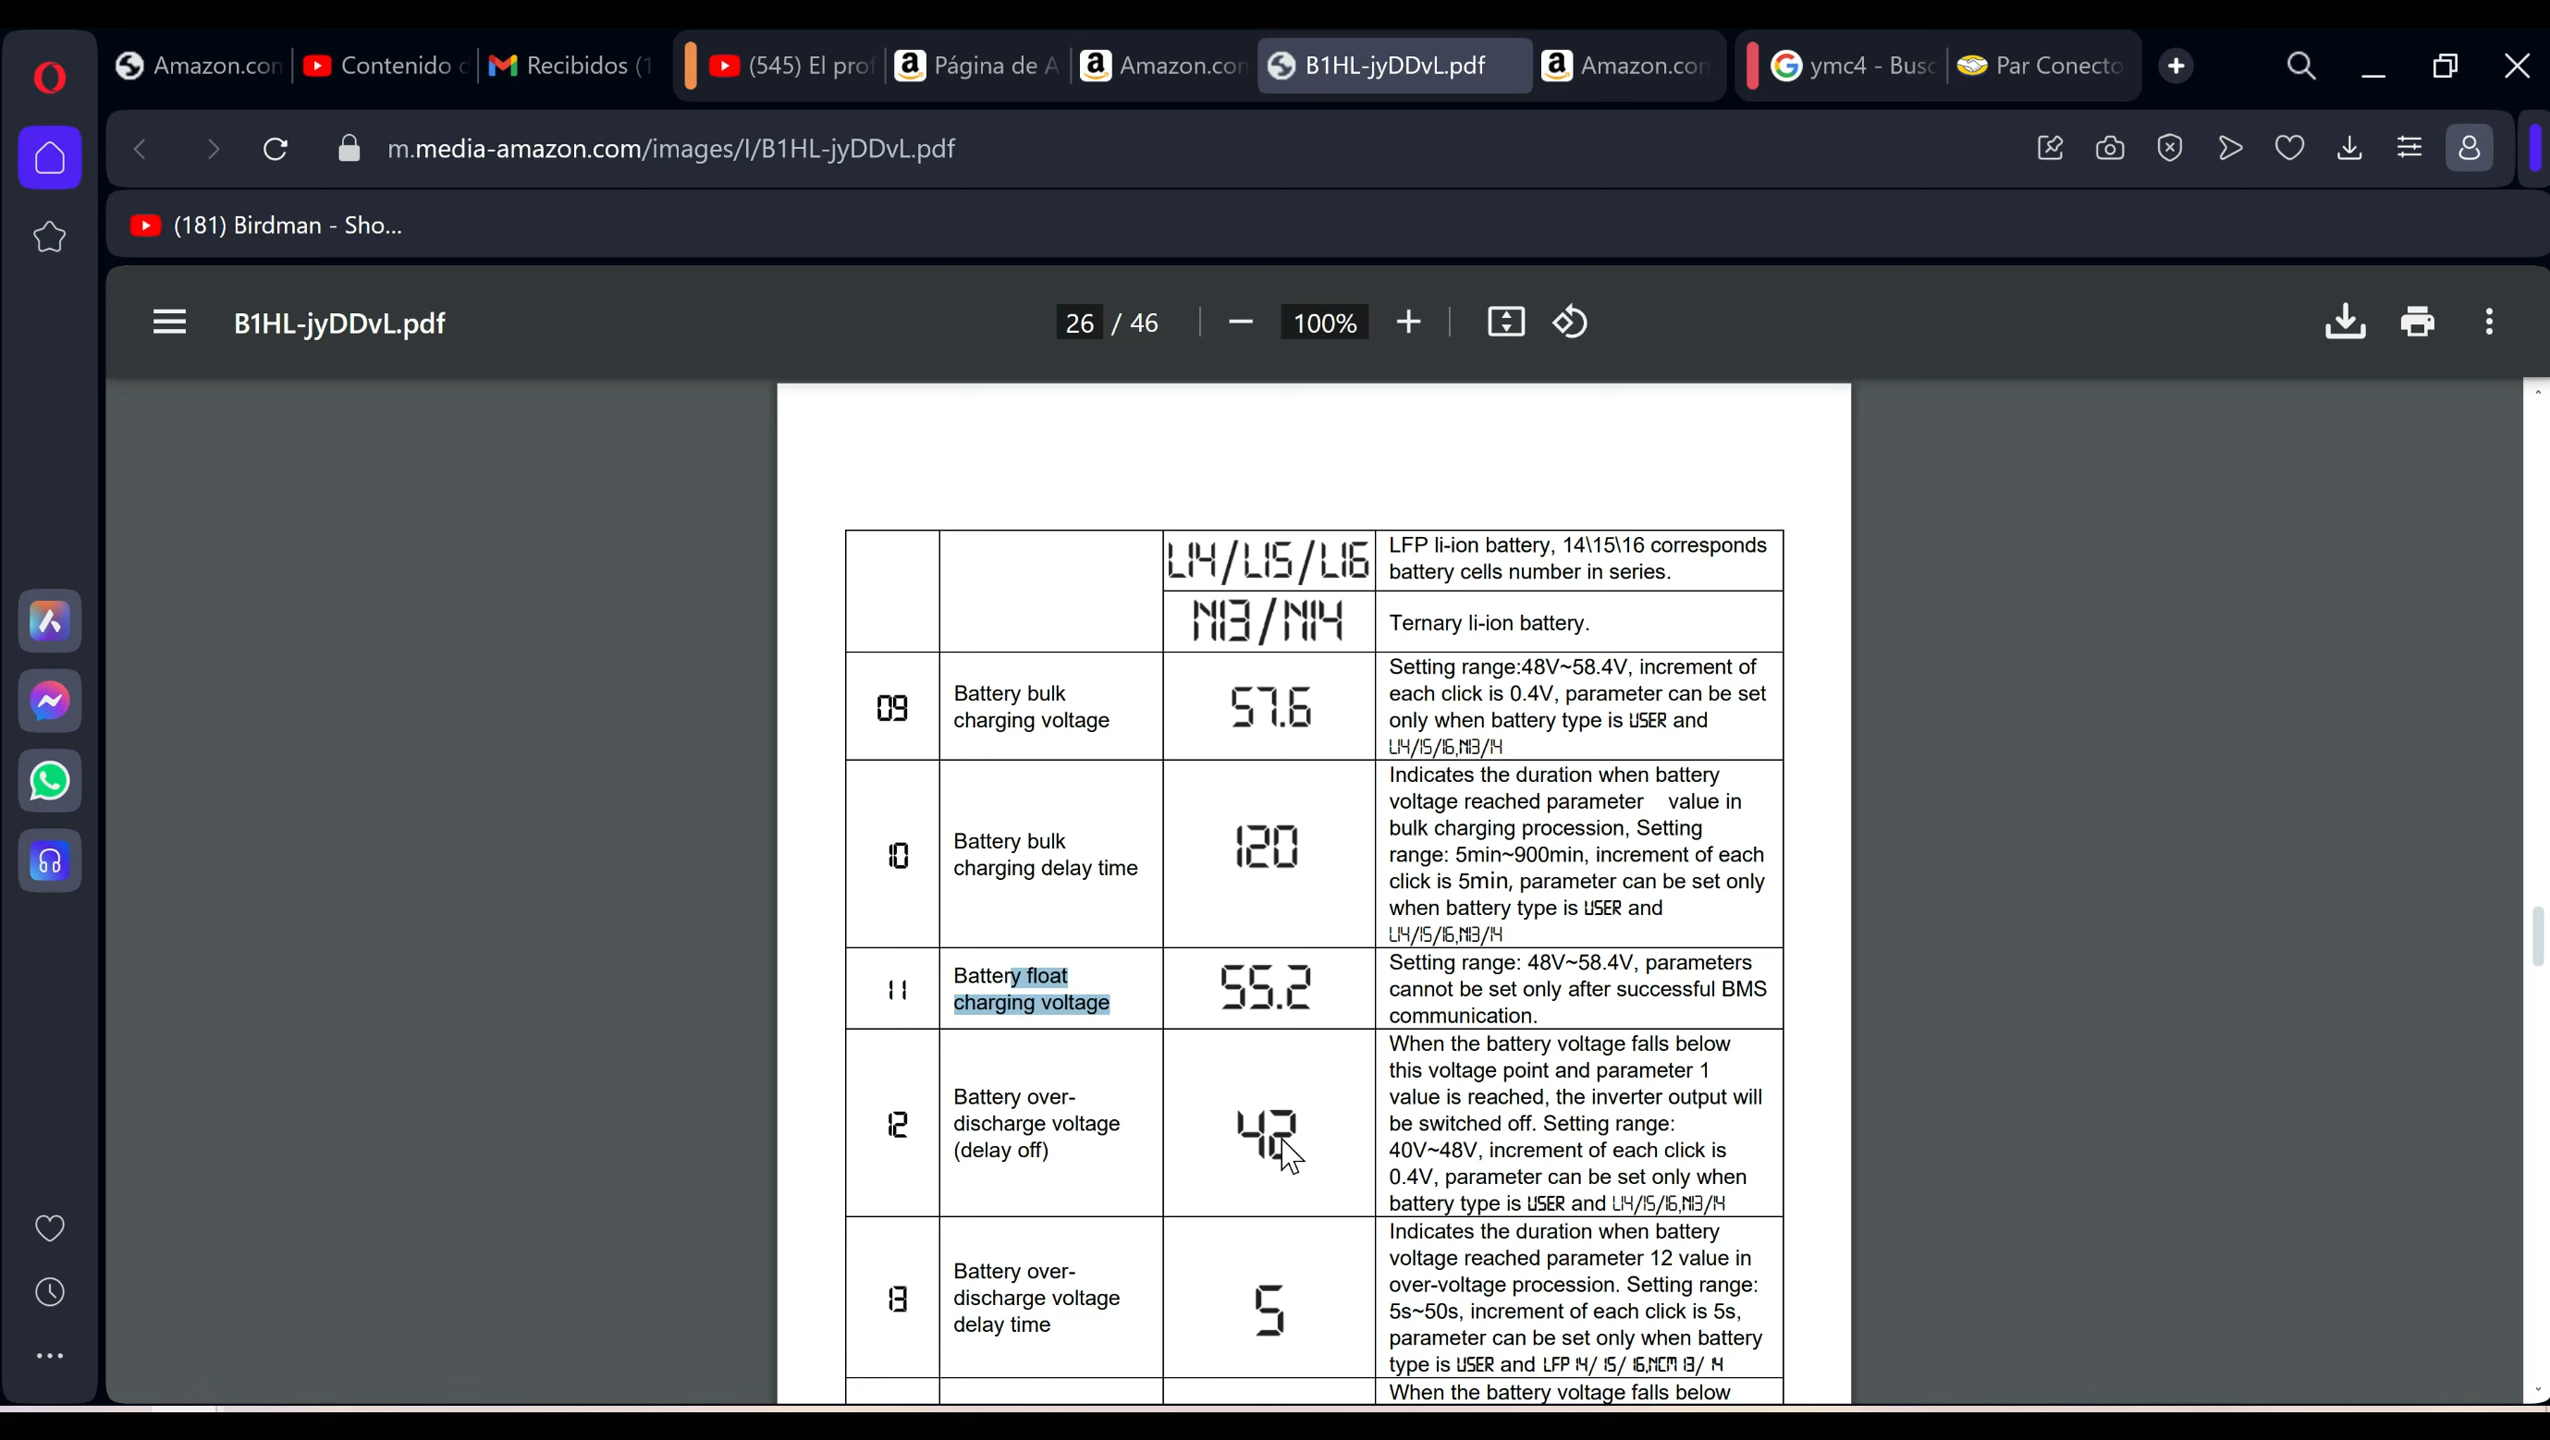 Amazon.con
Contenido d
Recibidos (1
(545) El prof
Página de A
Amazon.con
B1HL-jyDDvL.pdf
Amazon.con
ymc4 - Busc
Par Conecto
m.media-amazon.com/images/I/B1HL-jyDDvL.pdf
(181) Birdman - Sho...
B1HL-jyDDvL.pdf
26 / 46
100%
L14/L15/L16
LFP li-ion battery, 14\15\16 corresponds
battery cells number in series.
N13/N14
Ternary li-ion battery.
09
Battery bulk
charging voltage
57.6
Setting range:48V~58.4V, increment of
each click is 0.4V, parameter can be set
only when battery type is USER and
L14/15/16,N13/14
10
Battery bulk
charging delay time
120
Indicates the duration when battery
voltage reached parameter value in
bulk charging procession, Setting
range: 5min~900min, increment of each
click is 5min, parameter can be set only
when battery type is USER and
L14/15/16,N13/14
11
Battery float
charging voltage
55.2
Setting range: 48V~58.4V, parameters
cannot be set only after successful BMS
communication.
12
Battery over-
discharge voltage
(delay off)
42
When the battery voltage falls below
this voltage point and parameter 1
value is reached, the inverter output will
be switched off. Setting range:
40V~48V, increment of each click is
0.4V, parameter can be set only when
battery type is USER and L14/15/16,N13/14
13
Battery over-
discharge voltage
delay time
5
Indicates the duration when battery
voltage reached parameter 12 value in
over-voltage procession. Setting range:
5s~50s, increment of each click is 5s,
parameter can be set only when battery
type is USER and LFP 14/ 15/ 16,NCM 13/ 14
When the battery voltage falls below